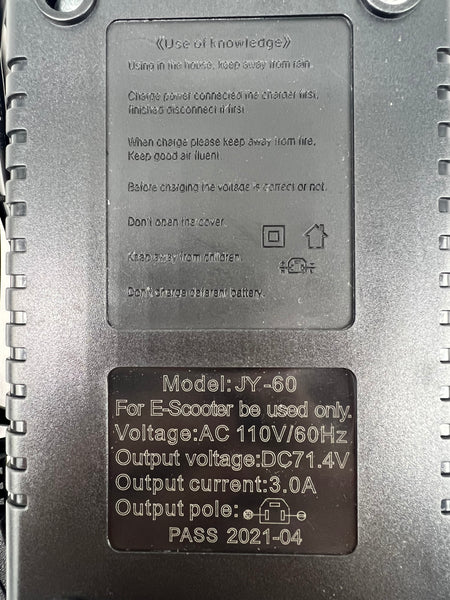 《Use of knowledge》
Using in the house, keep away from rain.
Charge power connected the charger first,
finished disconnect it first
When charge please keep away from fire,
Keep good air fluent.
Before charging the voltage is correct or not.
Don't open the cover.
Keep away from children.
Don't charge deferent battery.
Model:JY-60
For E-Scooter be used only.
Voltage:AC 110V/60Hz
Output voltage:DC71.4V
Output current:3.0A
Output pole:
PASS 2021-04